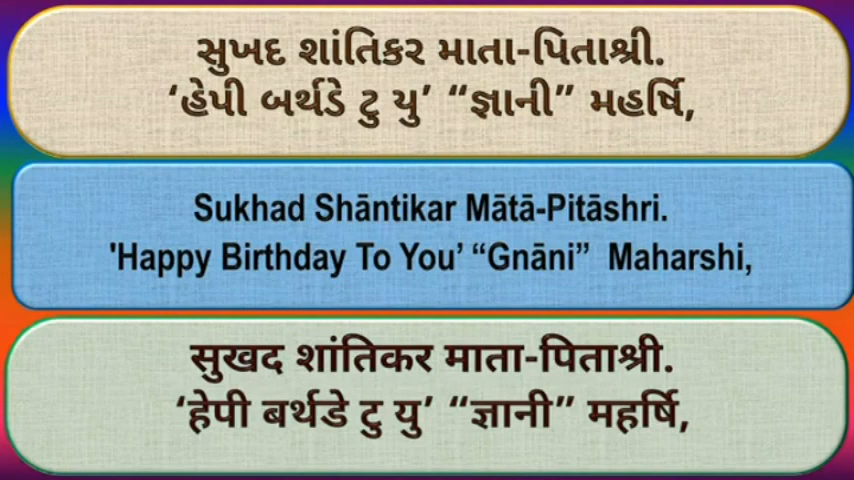 સુખદ શાંતિકર માતા-પિતાશ્રી.
‘હેપી બર્થડે ટુ યુ’ “જ્ઞાની” મહર્ષિ,
Sukhad Shāntikar Mātā-Pitāshri.
'Happy Birthday To You’ “Gnāni” Maharshi,
सुखद शांतिकर माता-पिताश्री.
‘हेपी बर्थडे टु यु’ “ज्ञानी” महर्षि,